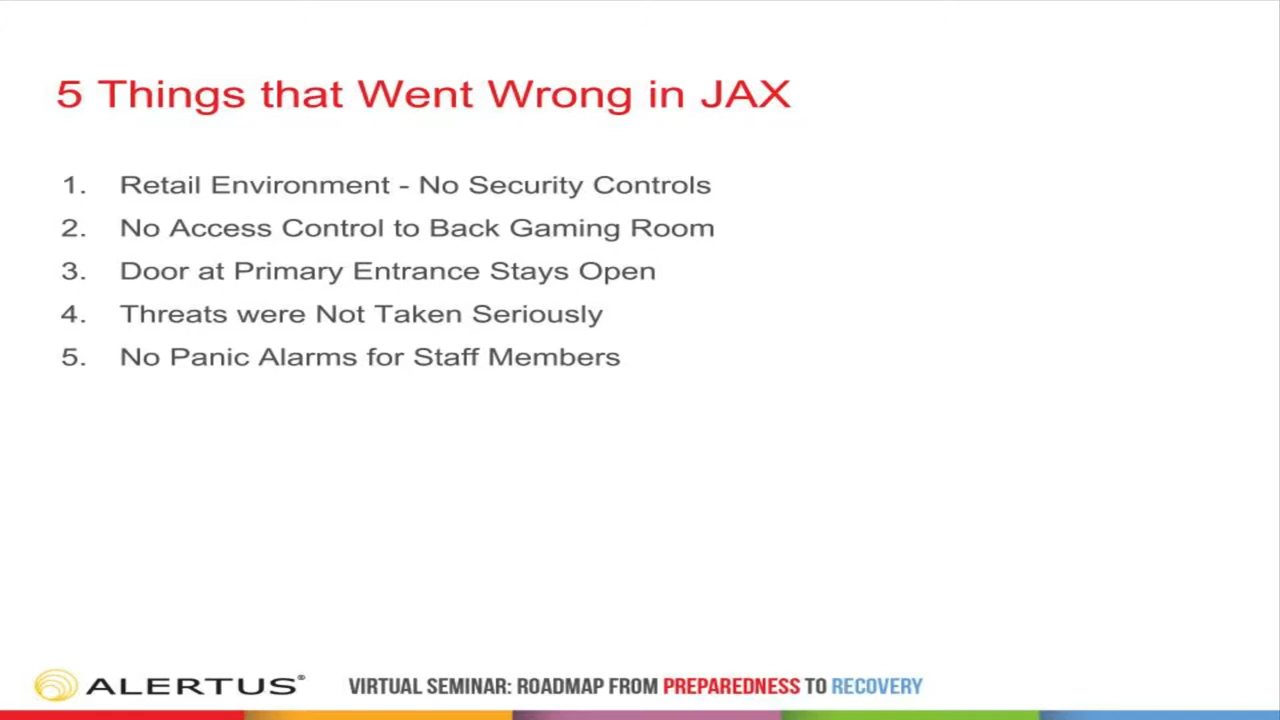 5 Things that Went Wrong in JAX
1. Retail Environment - No Security Controls
2. No Access Control to Back Gaming Room
3. Door at Primary Entrance Stays Open
4. Threats were Not Taken Seriously
5. No Panic Alarms for Staff Members
ALERTUS® VIRTUAL SEMINAR: ROADMAP FROM PREPAREDNESS TO RECOVERY